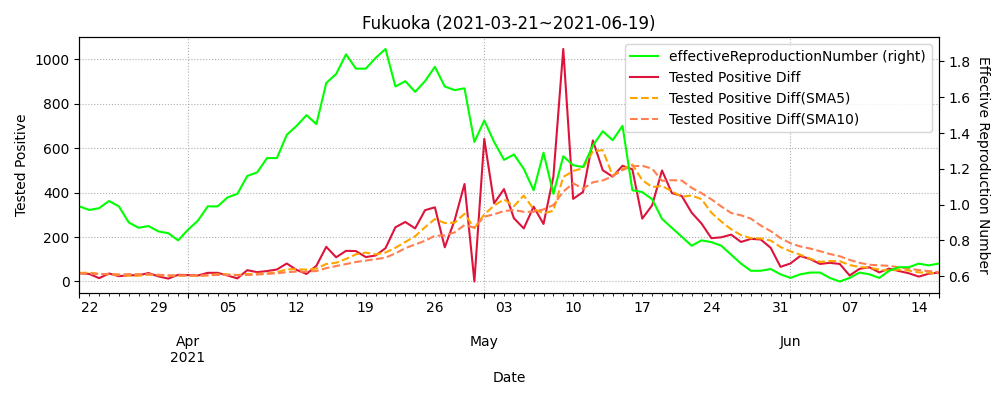 Fukuoka (2021-03-21~2021-06-19)
effectiveReproductionNumber (right)
Tested Positive Diff
Tested Positive Diff(SMA5)
Tested Positive Diff(SMA10)
Tested Positive
1000
800
600
400
200
0
1.8
1.6
1.4
1.2
1.0
0.8
0.6
Effective Reproduction Number
22 29 05 12 19 26 03 10 17 24 31 07 14
Apr May Jun
2021
Date